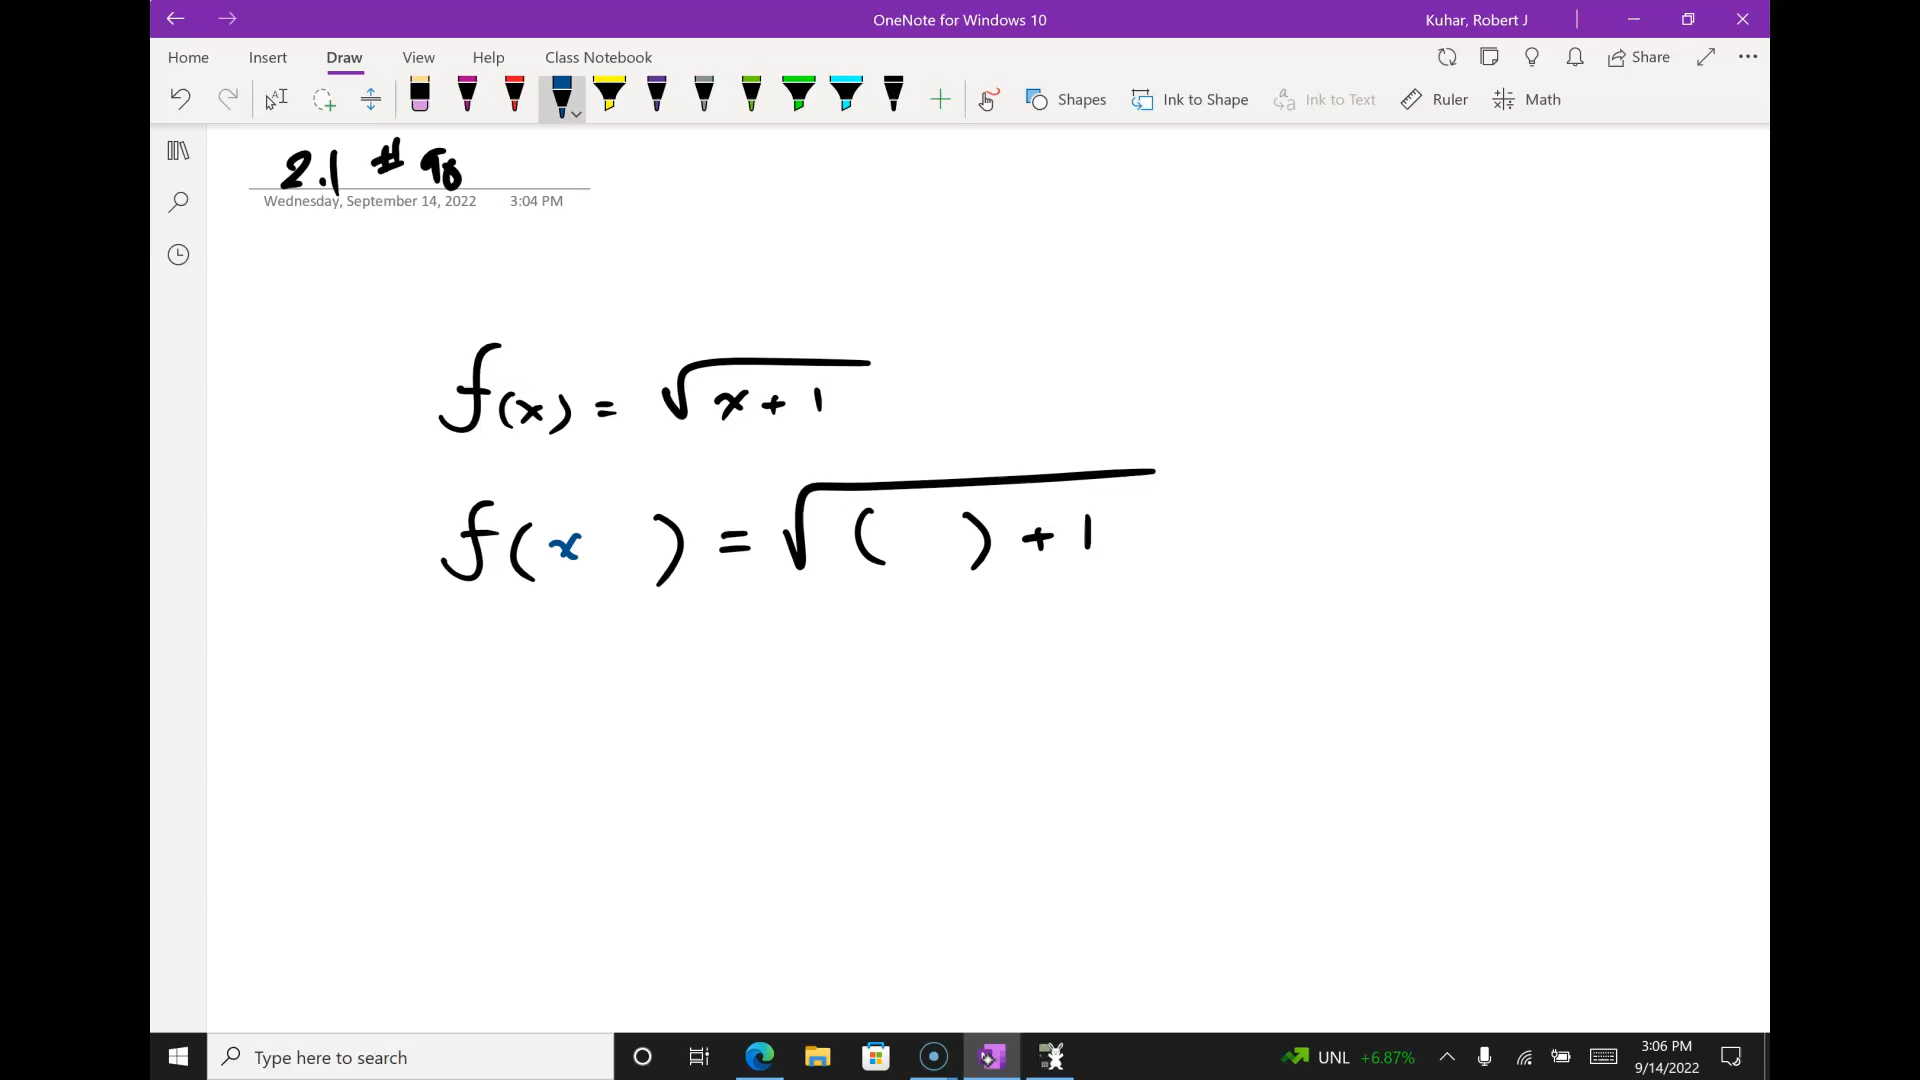 OneNote for Windows 10
Kuhar, Robert J
Home Insert Draw View Help Class Notebook
Share
Shapes Ink to Shape Ink to Text Ruler Math
2.1 # 98
Wednesday, September 14, 2022 3:04 PM
f(x) = √x + 1
f( x ) = √( ) + 1
Type here to search
UNL +6.87%
3:06 PM
9/14/2022